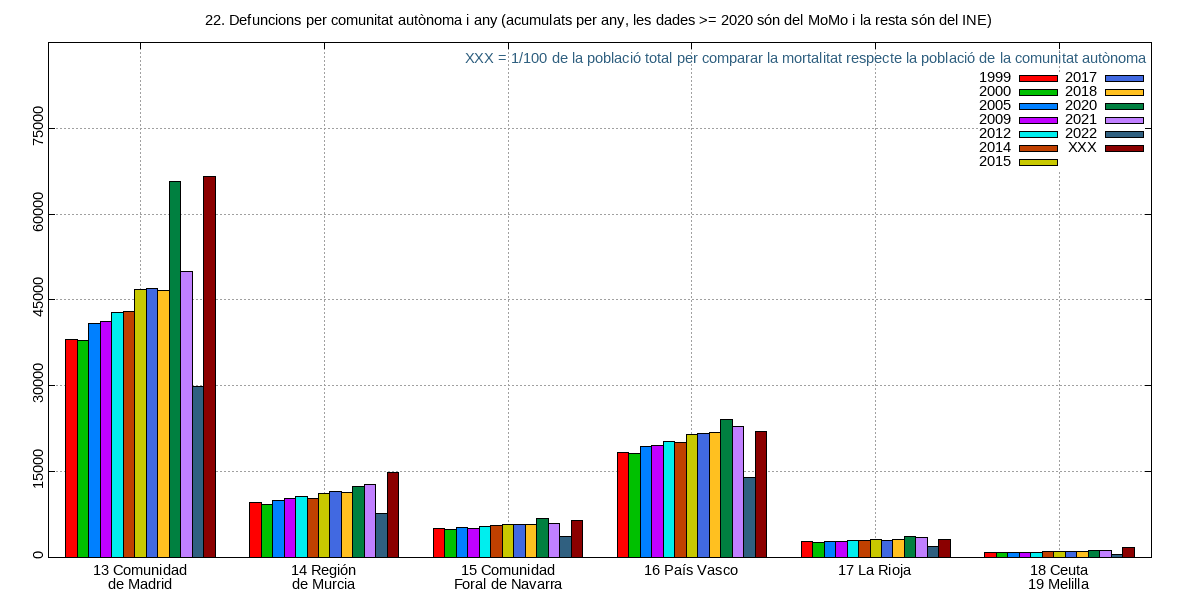 22. Defuncions per comunitat autònoma i any (acumulats per any, les dades >= 2020 són del MoMo i la resta són del INE)
XXX = 1/100 de la població total per comparar la mortalitat respecte la població de la comunitat autònoma
1999 2017
2000 2018
2005 2020
2009 2021
2012 2022
2014 XXX
2015
75000
60000
45000
30000
15000
0
13 Comunidad
de Madrid
14 Región
de Murcia
15 Comunidad
Foral de Navarra
16 País Vasco
17 La Rioja
18 Ceuta
19 Melilla